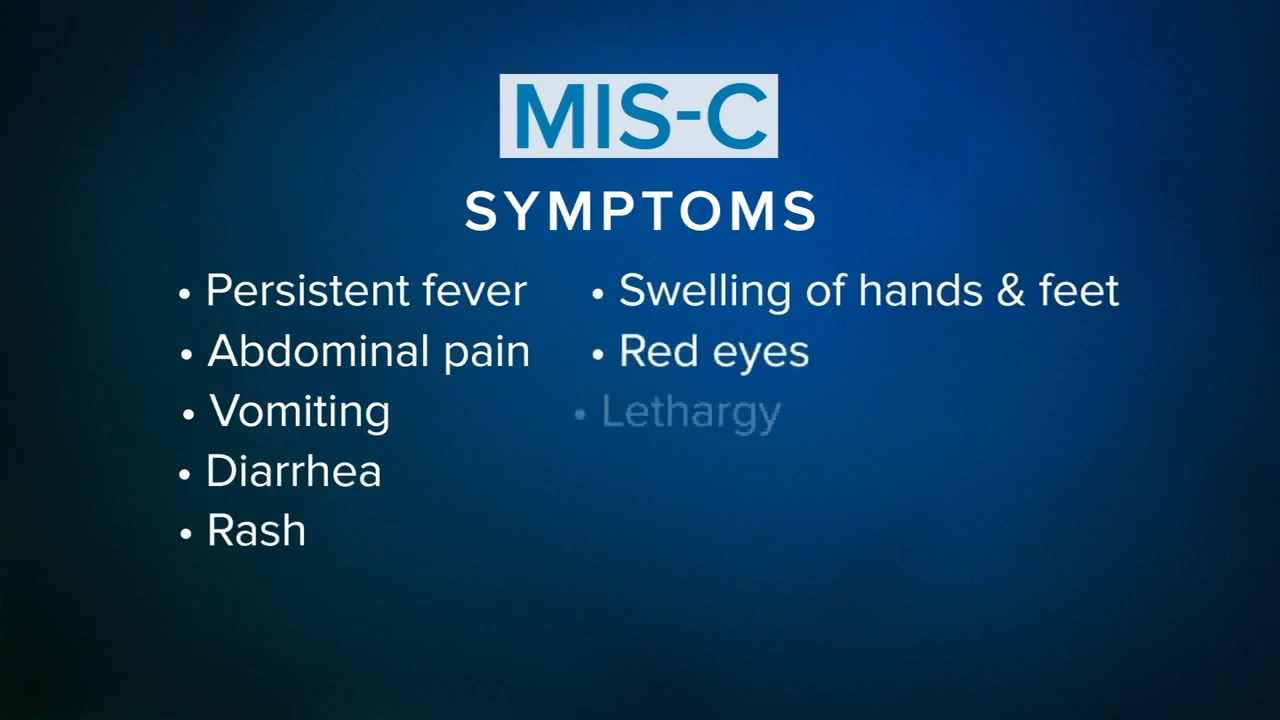 MIS-C
SYMPTOMS
• Persistent fever
• Abdominal pain
• Vomiting
• Diarrhea
• Rash
• Swelling of hands & feet
• Red eyes
• Lethargy